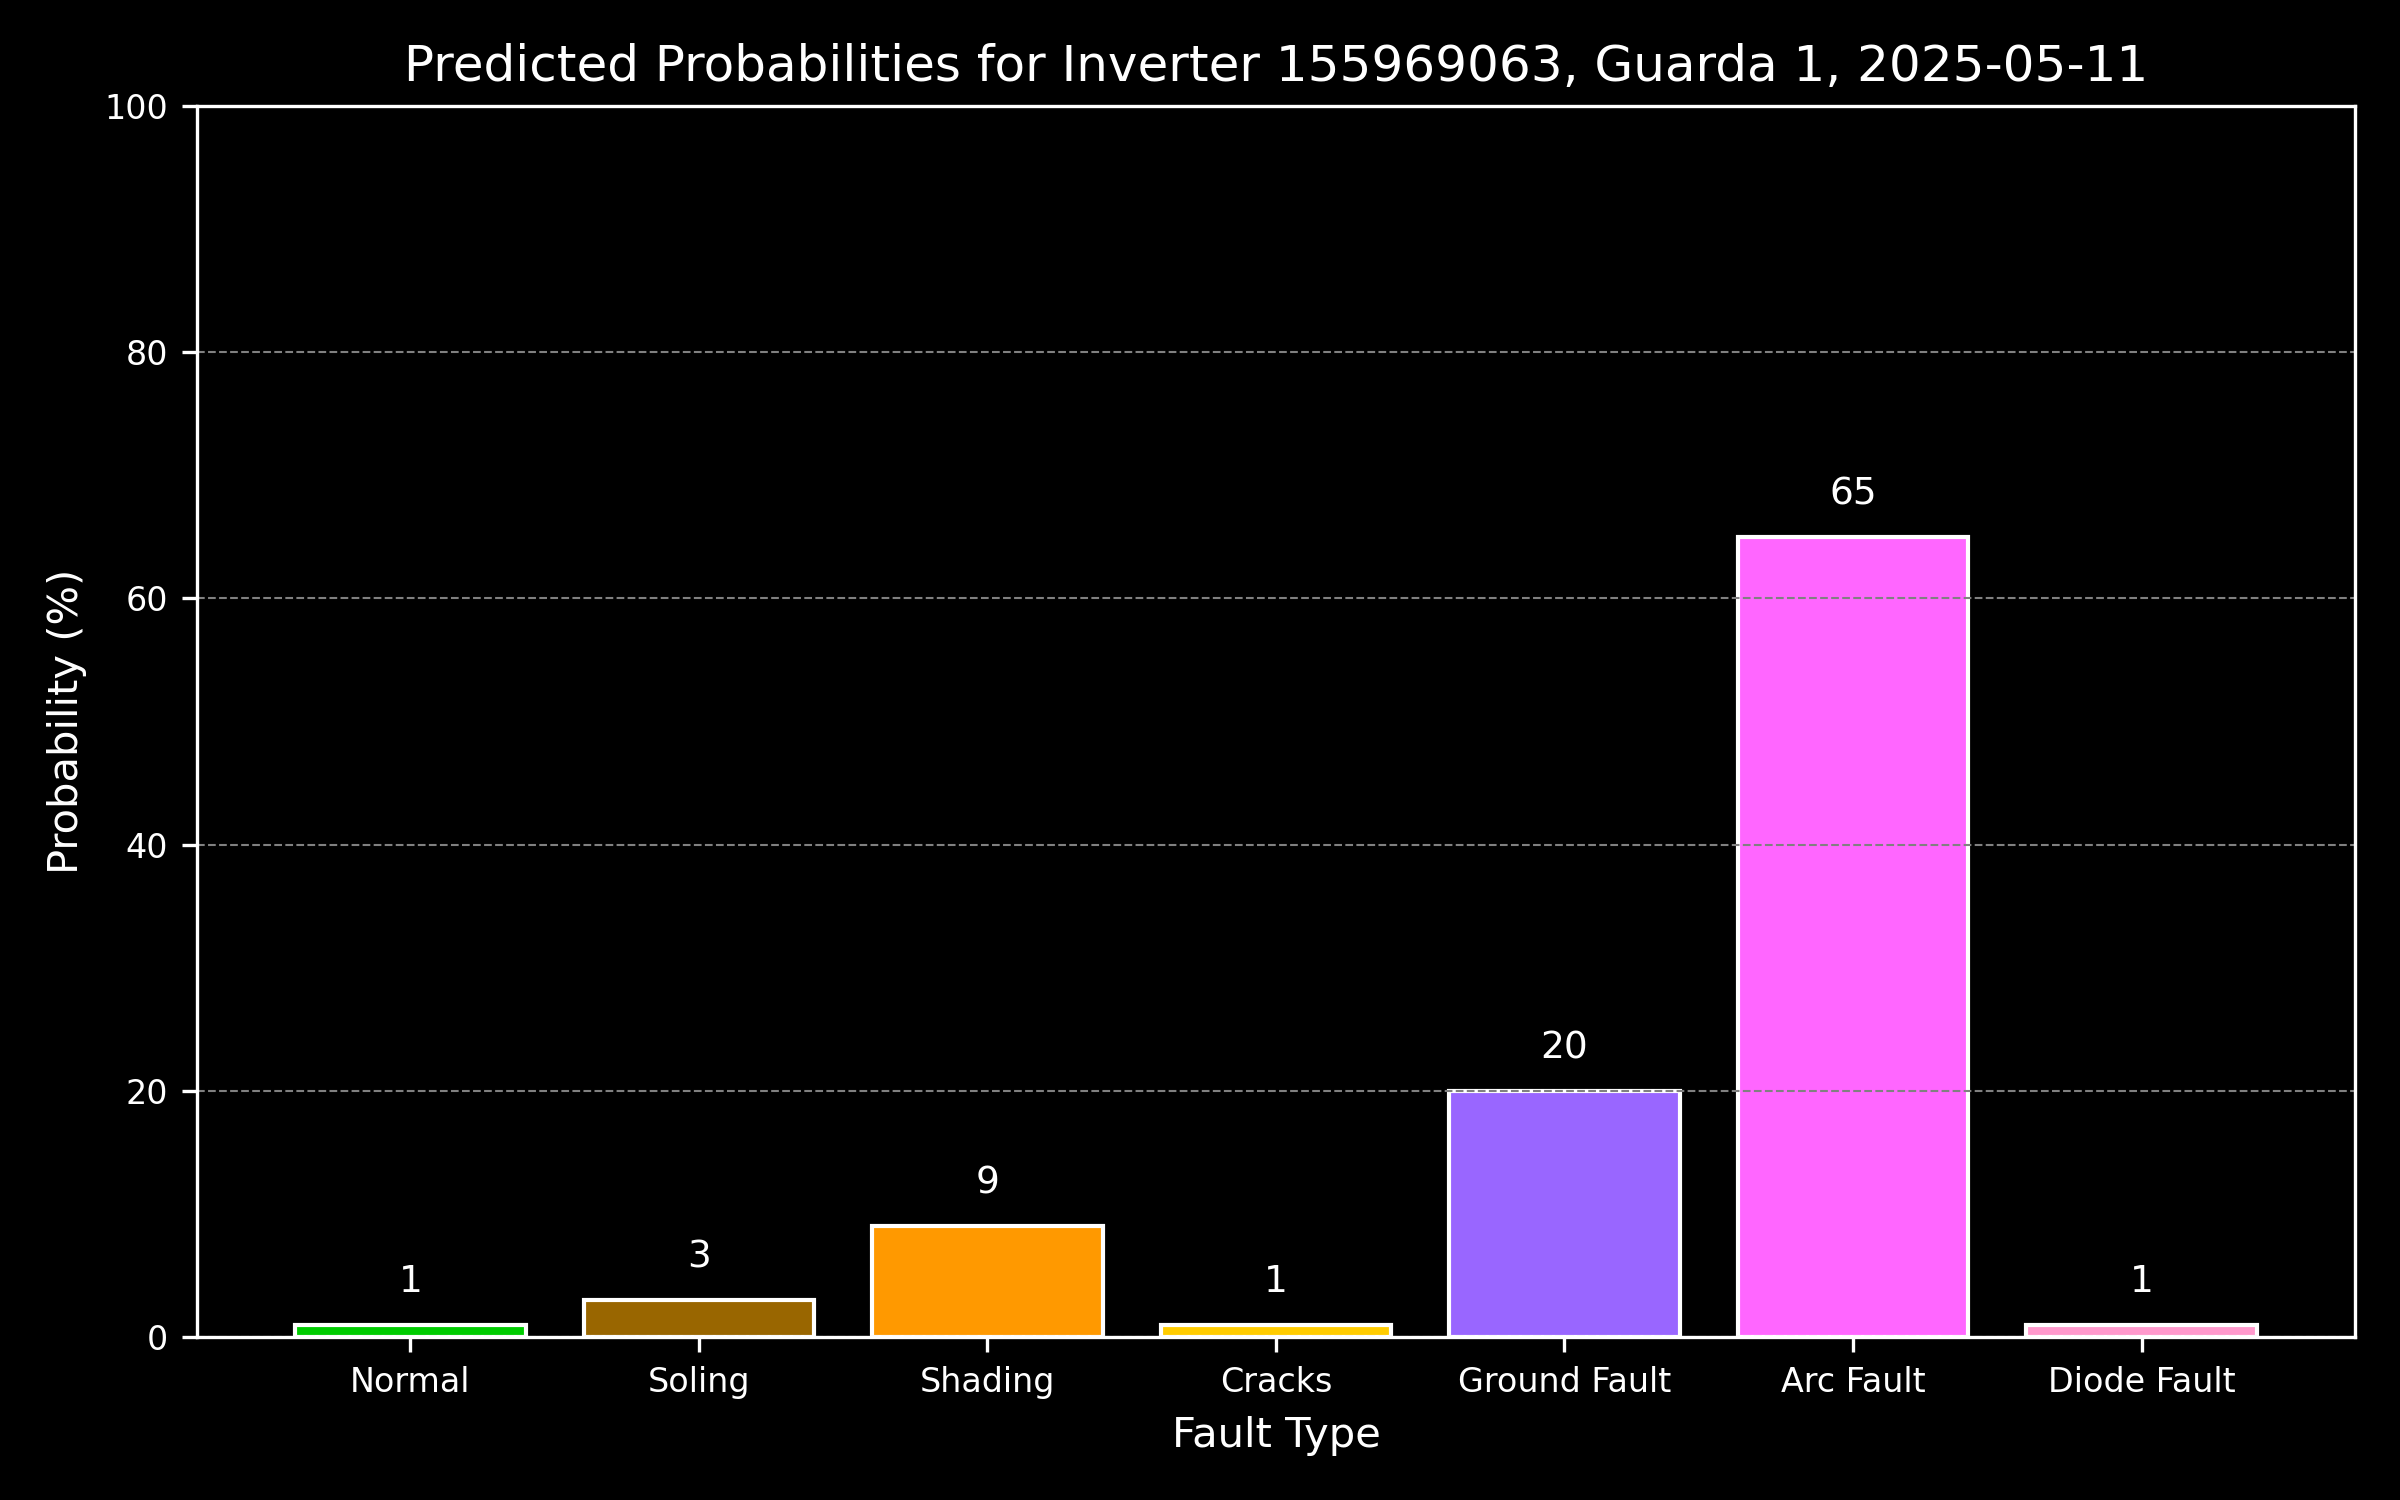 Predicted Probabilities for Inverter 155969063, Guarda 1, 2025-05-11
100
80
60
40
20
0
Probability (%)
1
3
9
1
20
65
1
Normal
Soling
Shading
Cracks
Ground Fault
Arc Fault
Diode Fault
Fault Type